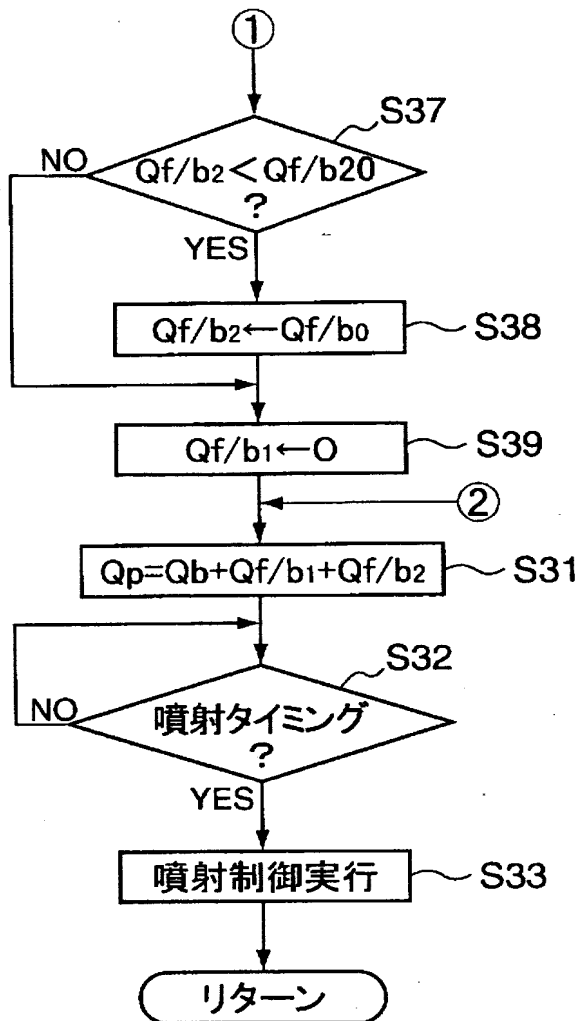 ①
S37
NO
Qf/b₂<Qf/b20
?
YES
Qf/b₂←Qf/b₀
S38
Qf/b₁←O
S39
②
Qp=Qb+Qf/b₁+Qf/b₂
S31
S32
NO
噴射タイミング
?
YES
噴射制御実行
S33
リターン